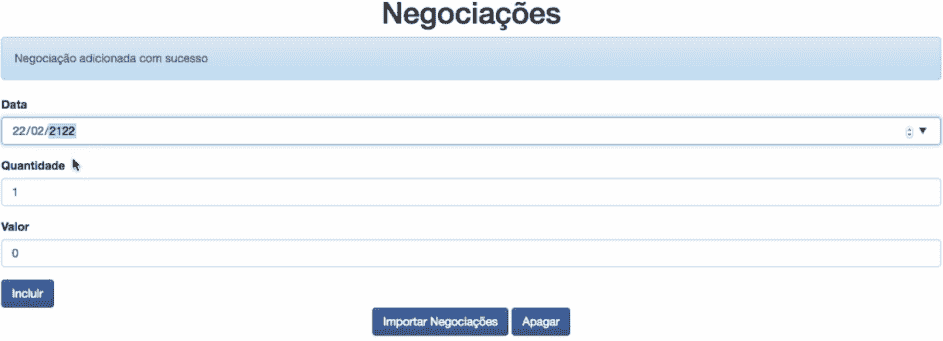 Negociações
Negociação adicionada com sucesso
Data
22/02/2122
Quantidade
1
Valor
0
Incluir
Importar Negociações Apagar